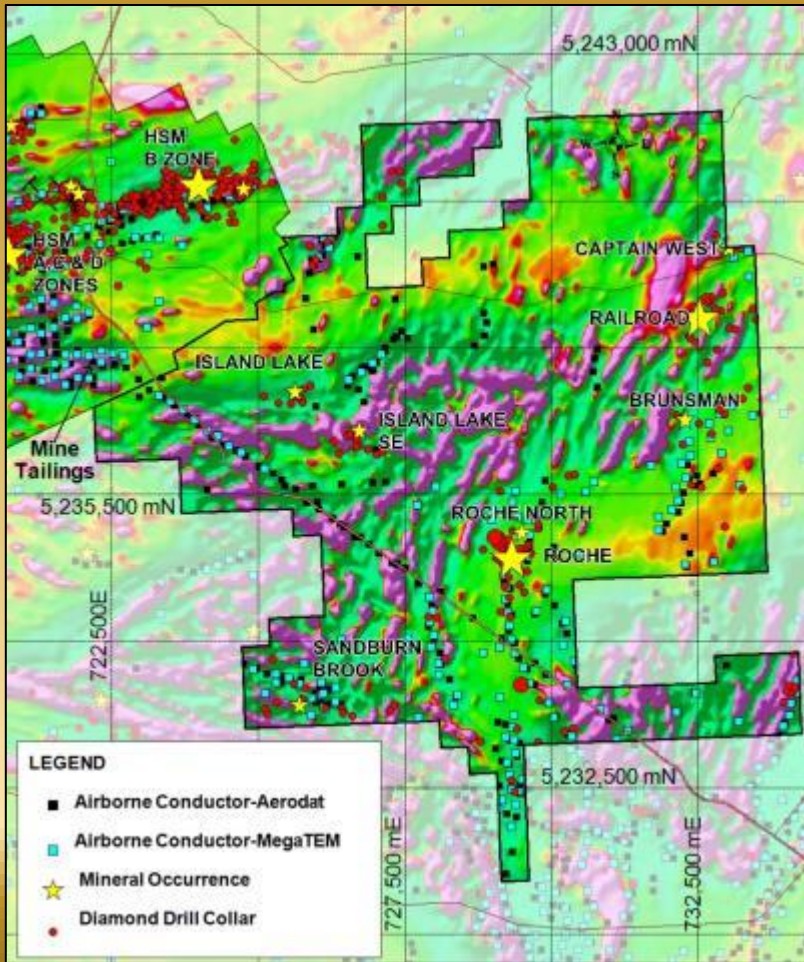 5,243,000 mN
HSM
B ZONE
HSM
A,C & D
ZONES
CAPTAIN WEST
RAILROAD
ISLAND LAKE
BRUNSMAN
ISLAND LAKE
SE
Mine
Tailings
5,235,500 mN
ROCHE NORTH
ROCHE
722,500E
SANDBURN
BROOK
LEGEND
Airborne Conductor-Aerodat
Airborne Conductor-MegaTEM
Mineral Occurrence
Diamond Drill Collar
5,232,500 mN
727,500 mE
732,500 mE